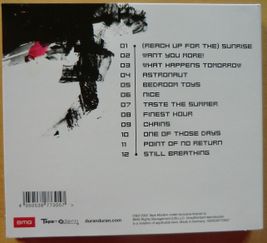 01 (REACH UP FOR THE) SUNRISE
02 WANT YOU MORE!
03 WHAT HAPPENS TOMORROW
04 ASTRONAUT
05 BEDROOM TOYS
06 NICE
07 TASTE THE SUMMER
08 FINEST HOUR
09 CHAINS
10 ONE OF THOSE DAYS
11 POINT OF NO RETURN
12 STILL BREATHING
BMG
duranduran.com